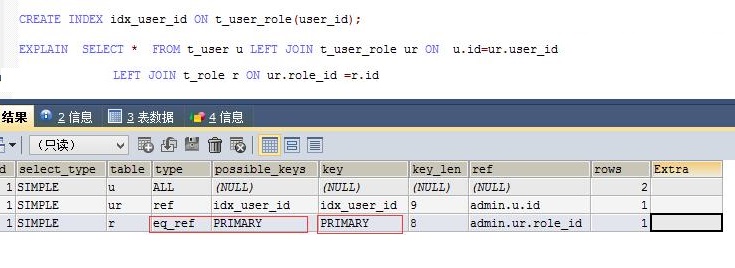 CREATE INDEX idx_user_id ON t_user_role(user_id);
EXPLAIN SELECT * FROM t_user u LEFT JOIN t_user_role ur ON u.id=ur.user_id
LEFT JOIN t_role r ON ur.role_id =r.id
结果 2 信息 3 表数据 4 信息
(只读)
d select_type table type possible_keys key key_len ref rows Extra
1 SIMPLE u ALL (NULL) (NULL) (NULL) (NULL) 2
1 SIMPLE ur ref idx_user_id idx_user_id 9 admin.u.id 1
1 SIMPLE r eq_ref PRIMARY PRIMARY 8 admin.ur.role_id 1